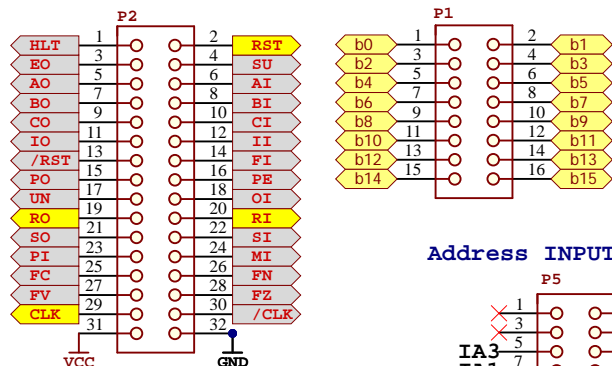 P2
HLT 1 2 RST
EO 3 4 SU
AO 5 6 AI
BO 7 8 BI
CO 9 10 CI
IO 11 12 II
/RST 13 14 FI
PO 15 16 PE
UN 17 18 OI
RO 19 20 RI
SO 21 22 SI
PI 23 24 MI
FC 25 26 FN
FV 27 28 FZ
CLK 29 30 /CLK
31 32
VCC GND
P1
b0 1 2 b1
b2 3 4 b3
b4 5 6 b5
b6 7 8 b7
b8 9 10 b9
b10 11 12 b11
b12 13 14 b13
b14 15 16 b15
Address INPUT
P5
1
3
IA3 5
IA1 7